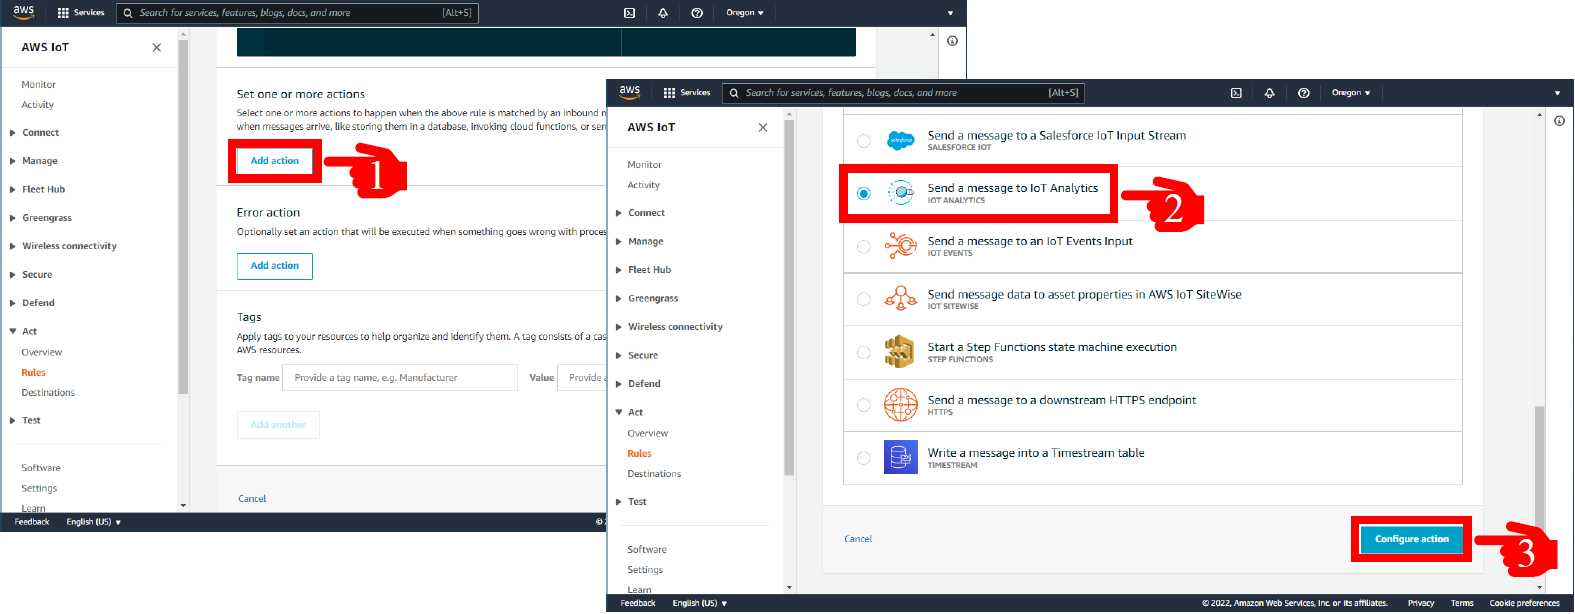 aws
Services
Search for services, features, blogs, docs, and more
[Alt+S]
Oregon
AWS IoT
Monitor
Activity
Connect
Manage
Fleet Hub
Greengrass
Wireless connectivity
Secure
Defend
Act
Overview
Rules
Destinations
Test
Software
Settings
Learn
Set one or more actions
Select one or more actions to happen when the above rule is matched by an inbound
when messages arrive, like storing them in a database, invoking cloud functions, or
Add action
1
Error action
Optionally set an action that will be executed when something goes wrong with
Add action
Tags
Apply tags to your resources to help organize and identify them. A tag consists of a
AWS resources.
Tag name
Provide a tag name, e.g. Manufacturer
Value
Provide
Add another
Cancel
Feedback
English (US)
©
aws
Services
Search for services, features, blogs, docs, and more
[Alt+S]
Oregon
AWS IoT
Monitor
Activity
Connect
Manage
Fleet Hub
Greengrass
Wireless connectivity
Secure
Defend
Act
Overview
Rules
Destinations
Test
Software
Settings
Learn
salesforce
Send a message to a Salesforce IoT Input Stream
SALESFORCE IOT
Send a message to IoT Analytics
IOT ANALYTICS
2
Send a message to an IoT Events Input
IOT EVENTS
Send message data to asset properties in AWS IoT SiteWise
IOT SITEWISE
Start a Step Functions state machine execution
STEP FUNCTIONS
Send a message to a downstream HTTPS endpoint
HTTPS
Write a message into a Timestream table
TIMESTREAM
Cancel
Configure action
3
Feedback
English (US)
© 2022, Amazon Web Services, Inc. or its affiliates.
Privacy
Terms
Cookie preferences